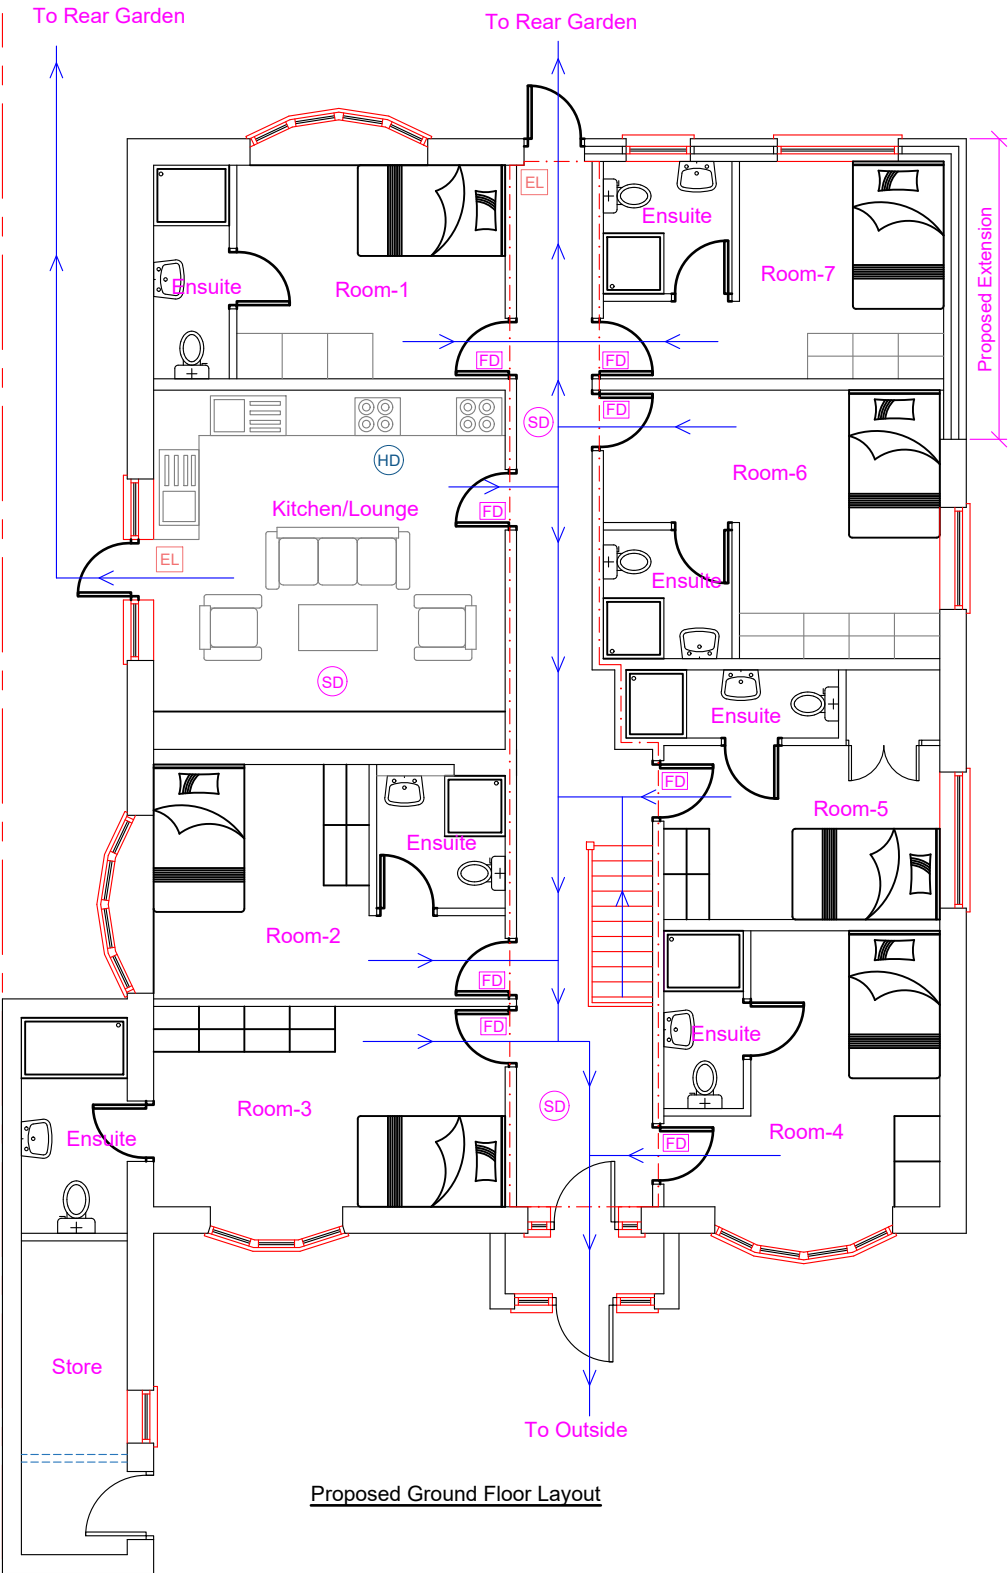 To Rear Garden
To Rear Garden
EL
Ensuite
Room-7
Proposed Extension
Ensuite
Room-1
FD
FD
FD
SD
HD
Room-6
Kitchen/Lounge
FD
EL
Ensuite
SD
Ensuite
FD
Room-5
Ensuite
Room-2
FD
FD
Ensuite
SD
Room-3
Ensuite
Room-4
FD
Store
To Outside
Proposed Ground Floor Layout